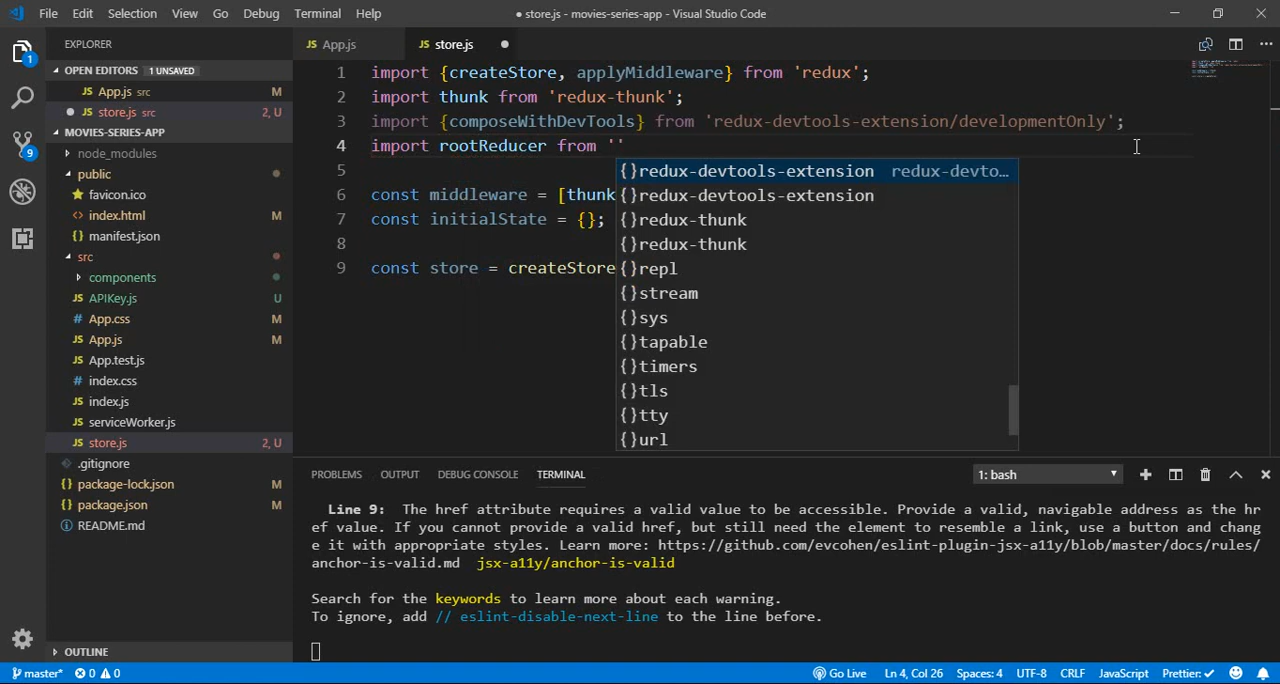 File Edit Selection View Go Debug Terminal Help
● store.js - movies-series-app - Visual Studio Code
EXPLORER
JS App.js
JS store.js ●
OPEN EDITORS 1 UNSAVED
JS App.js src M
● JS store.js src 2, U
MOVIES-SERIES-APP
node_modules
public
favicon.ico
<> index.html M
{} manifest.json
src
components
JS APIKey.js U
# App.css M
JS App.js M
JS App.test.js
# index.css
JS index.js
JS serviceWorker.js
JS store.js 2, U
.gitignore
{} package-lock.json M
{} package.json M
README.md
OUTLINE
1
9
1 import {createStore, applyMiddleware} from 'redux';
2 import thunk from 'redux-thunk';
3 import {composeWithDevTools} from 'redux-devtools-extension/developmentOnly';
4 import rootReducer from ''
5
6 const middleware = [thunk
7 const initialState = {};
8
9 const store = createStore
{}redux-devtools-extension redux-devto…
{}redux-devtools-extension
{}redux-thunk
{}redux-thunk
{}repl
{}stream
{}sys
{}tapable
{}timers
{}tls
{}tty
{}url
PROBLEMS OUTPUT DEBUG CONSOLE TERMINAL 1: bash
Line 9: The href attribute requires a valid value to be accessible. Provide a valid, navigable address as the hr
ef value. If you cannot provide a valid href, but still need the element to resemble a link, use a button and chang
e it with appropriate styles. Learn more: https://github.com/evcohen/eslint-plugin-jsx-a11y/blob/master/docs/rules/
anchor-is-valid.md jsx-a11y/anchor-is-valid
Search for the keywords to learn more about each warning.
To ignore, add // eslint-disable-next-line to the line before.
master* 0 0 Go Live Ln 4, Col 26 Spaces: 4 UTF-8 CRLF JavaScript Prettier: ✓